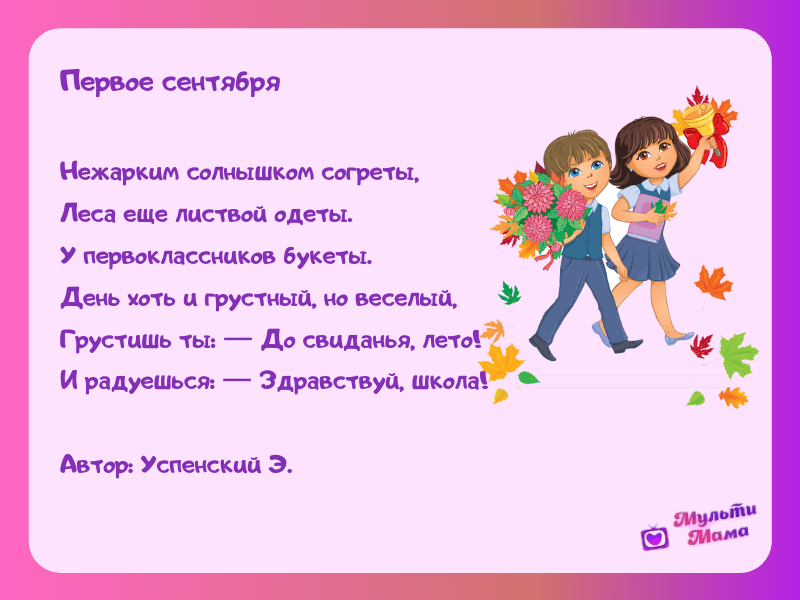 Первое сентября
Нежарким солнышком согреты,
Леса еще листвой одеты.
У первоклассников букеты.
День хоть и грустный, но веселый,
Грустишь ты: — До свиданья, лето!
И радуешься: — Здравствуй, школа!
Автор: Успенский Э.
Мульти
Мама